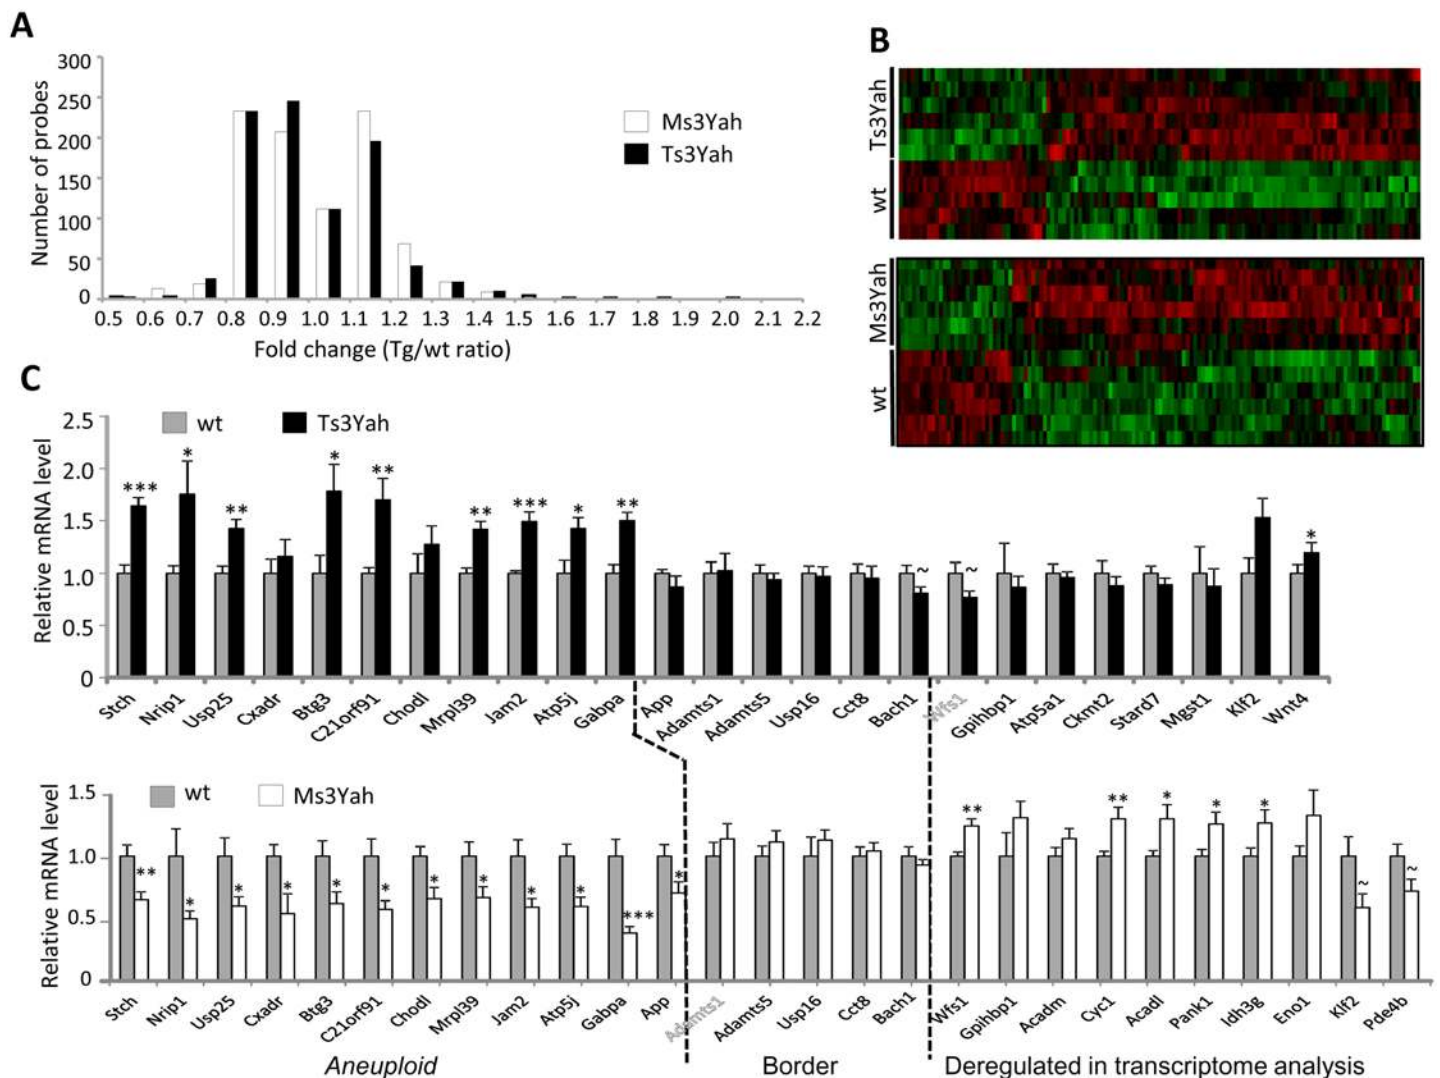 A
300
250
200
150
100
50
0
Number of probes
Ms3Yah
Ts3Yah
0.5 0.6 0.7 0.8 0.9 1.0 1.1 1.2 1.3 1.4 1.5 1.6 1.7 1.8 1.9 2.0 2.1 2.2
Fold change (Tg/wt ratio)
B
Ts3Yah
wt
Ms3Yah
wt
C
2.5
2.0
1.5
1.0
0.5
0
Relative mRNA level
wt Ts3Yah
*** * ** * ** ** *** * ** ~ ~ *
Stch Nrip1 Usp25 Cxadr Btg3 C21orf91 Chodl Mrpl39 Jam2 Atp5j Gabpa App Adamts1 Adamts5 Usp16 Cct8 Bach1 Wfs1 Gpihbp1 Atp5a1 Ckmt2 Stard7 Mgst1 Klf2 Wnt4
1.5
1.0
0.5
0
Relative mRNA level
wt Ms3Yah
** * * * * * * * * * *** * ** ** * * * ~ ~
Stch Nrip1 Usp25 Cxadr Btg3 C21orf91 Chodl Mrpl39 Jam2 Atp5j Gabpa App Adamts1 Adamts5 Usp16 Cct8 Bach1 Wfs1 Gpihbp1 Acadm Cyc1 Acadl Pank1 Idh3g Eno1 Klf2 Pde4b
Aneuploid Border Deregulated in transcriptome analysis